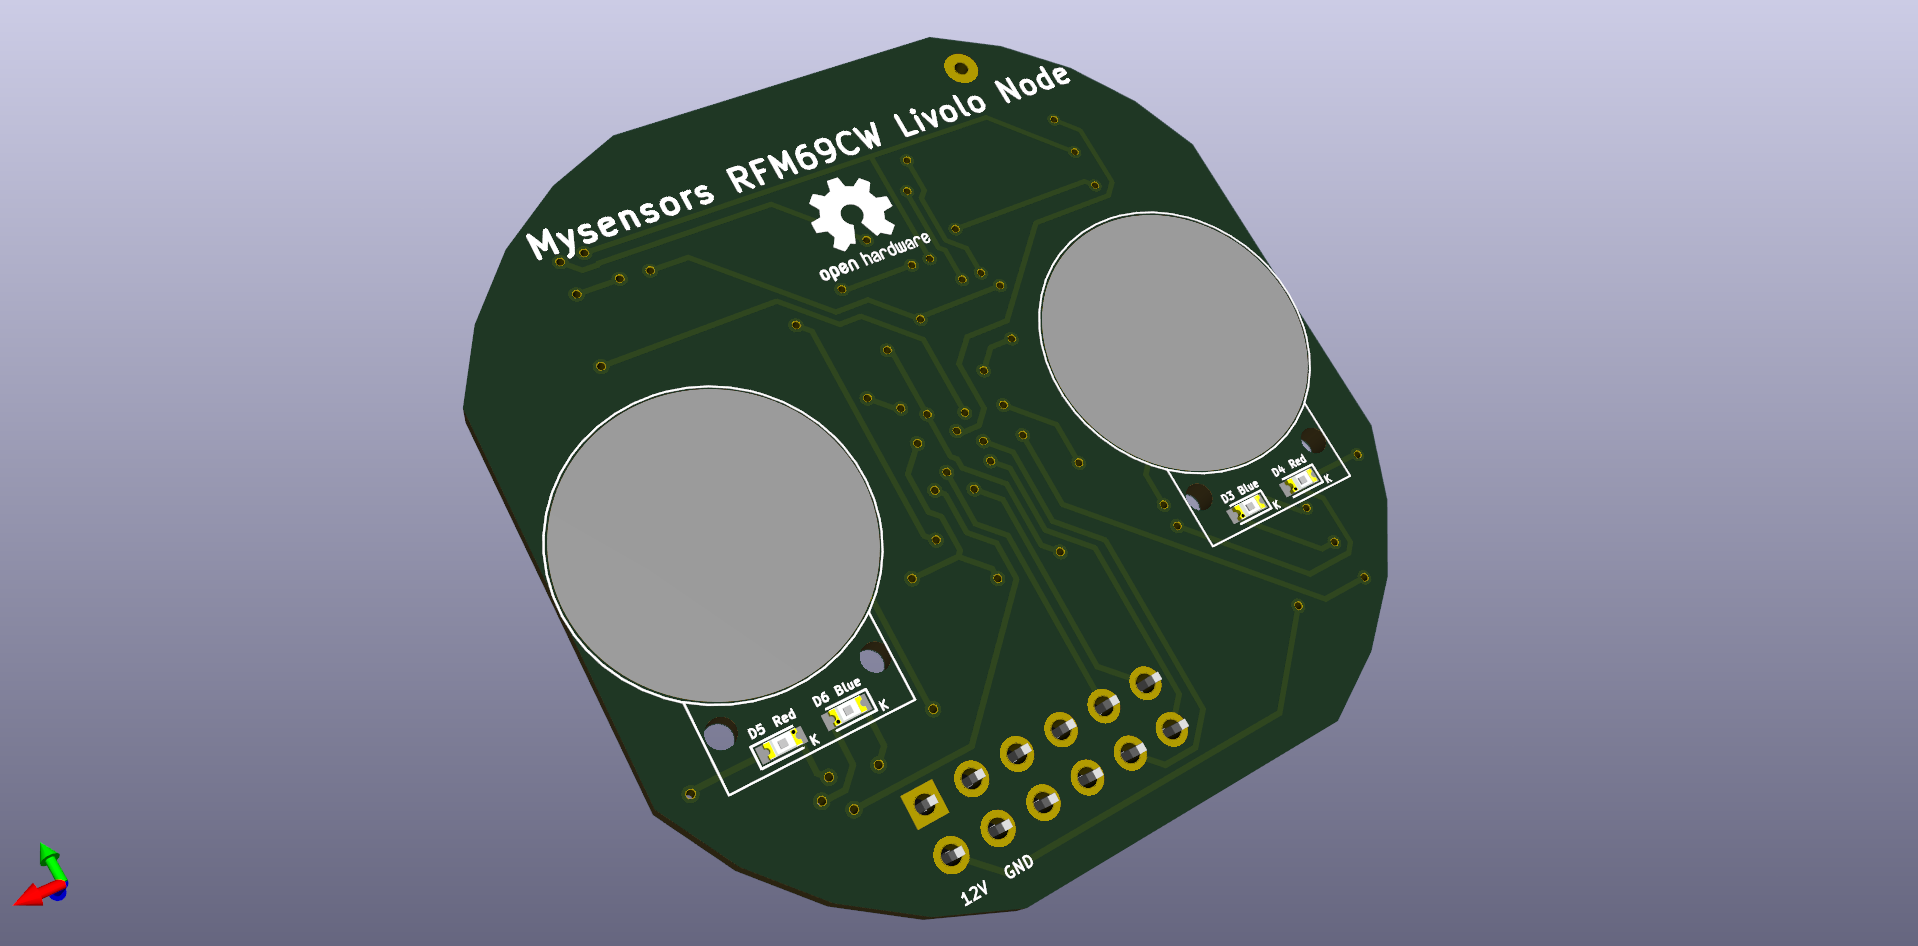 Mysensors RFM69CW Livolo Node
open hardware
D4 Red
K
D3 Blue
K
D6 Blue
K
D5 Red
K
12V GND